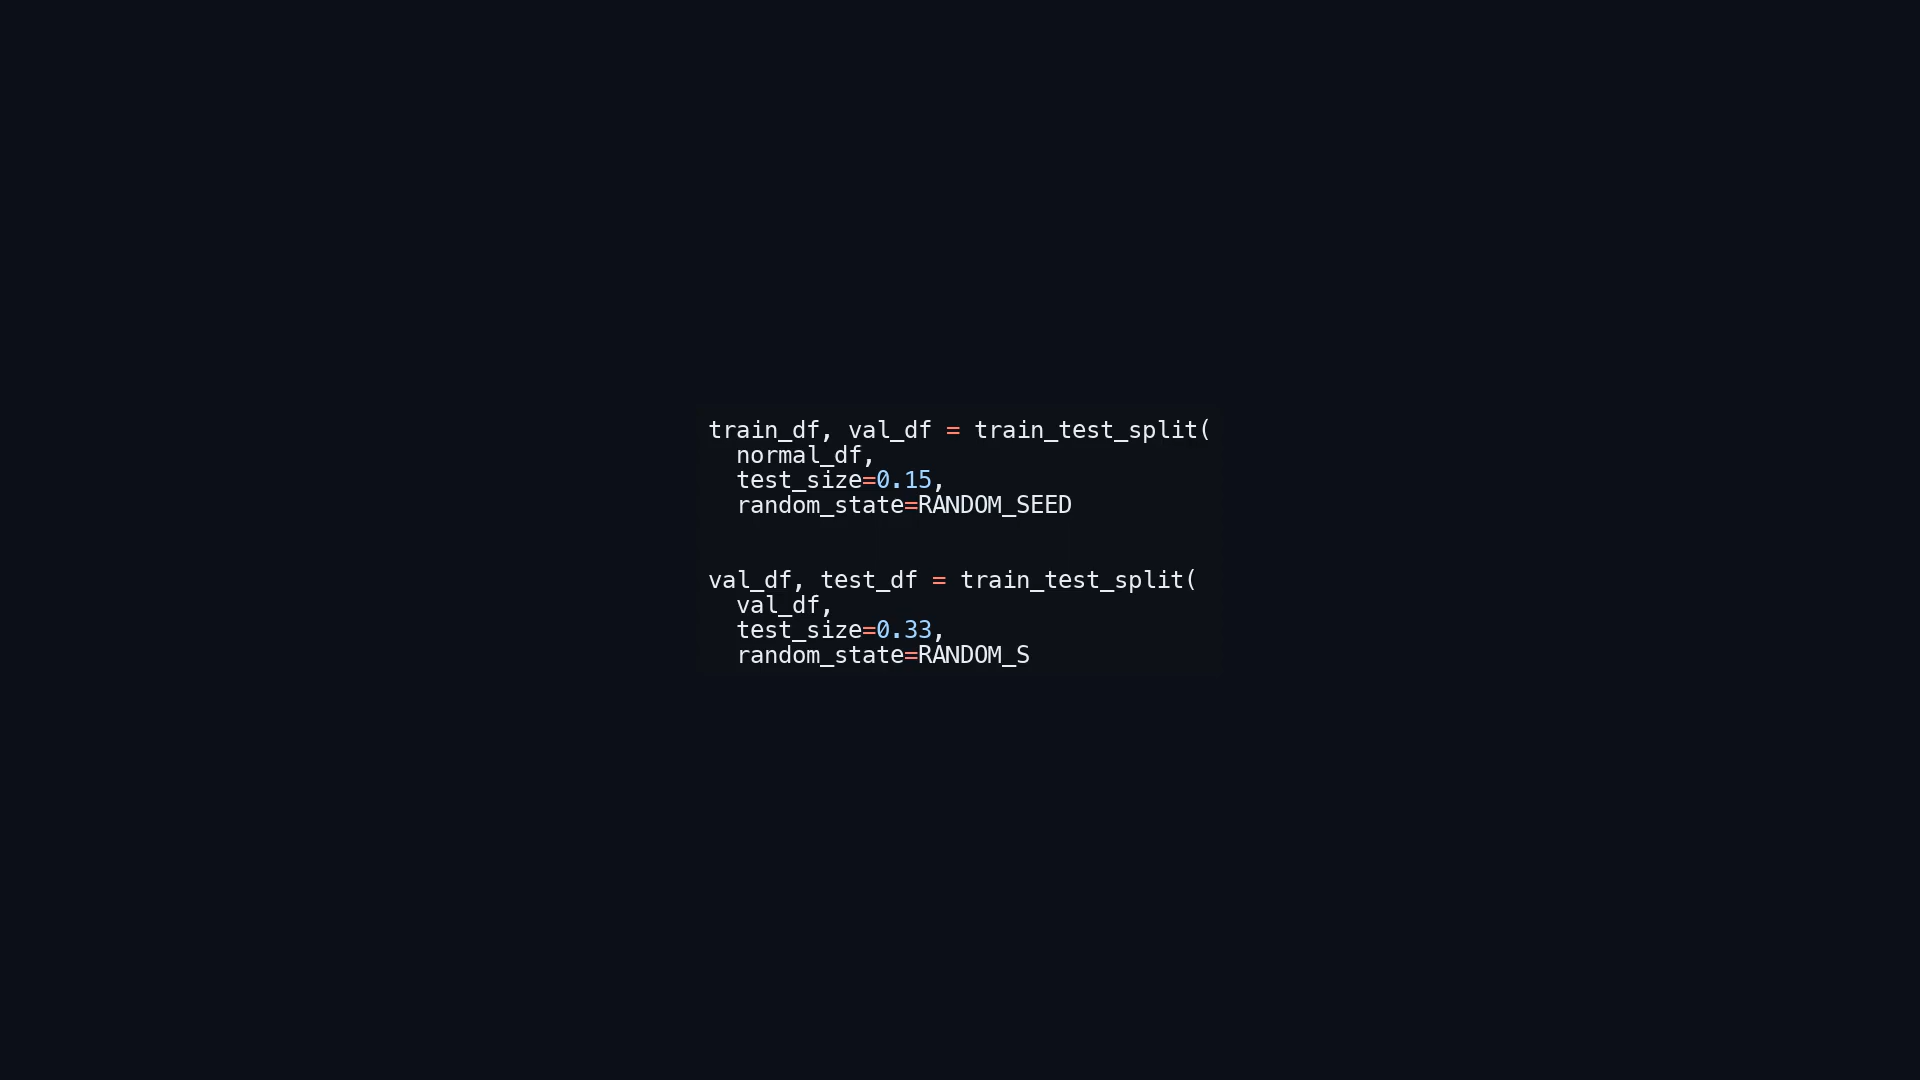 train_df, val_df = train_test_split(
  normal_df,
  test_size=0.15,
  random_state=RANDOM_SEED
val_df, test_df = train_test_split(
  val_df,
  test_size=0.33,
  random_state=RANDOM_S